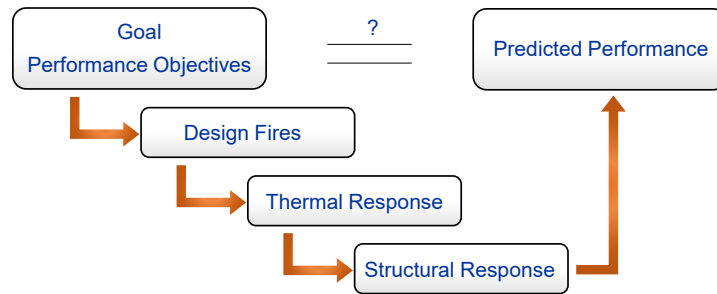 Goal
Performance Objectives
?
Predicted Performance
Design Fires
Thermal Response
Structural Response